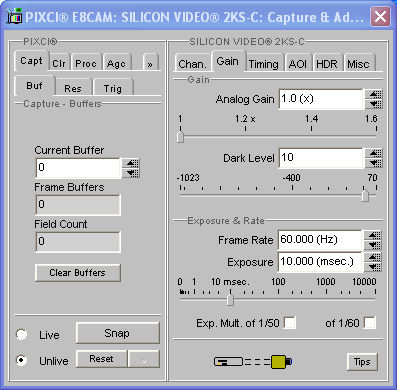 PIXCI® E8CAM: SILICON VIDEO® 2KS-C: Capture & Ad...
PIXCI®
Capt Clr Proc Agc »
Buf Res Trig
Capture - Buffers
Current Buffer
0
Frame Buffers
0
Field Count
0
Clear Buffers
Live
Snap
Unlive
Reset »
SILICON VIDEO® 2KS-C
Chan. Gain Timing AOI HDR Misc
Gain
Analog Gain 1.0 (x)
1 1.2 x 1.4 1.6
Dark Level 10
-1023 -400 70
Exposure & Rate
Frame Rate 60.000 (Hz)
Exposure 10.000 (msec.)
0 1 10 msec. 100 1000 10000
Exp. Mult. of 1/50 of 1/60
Tips